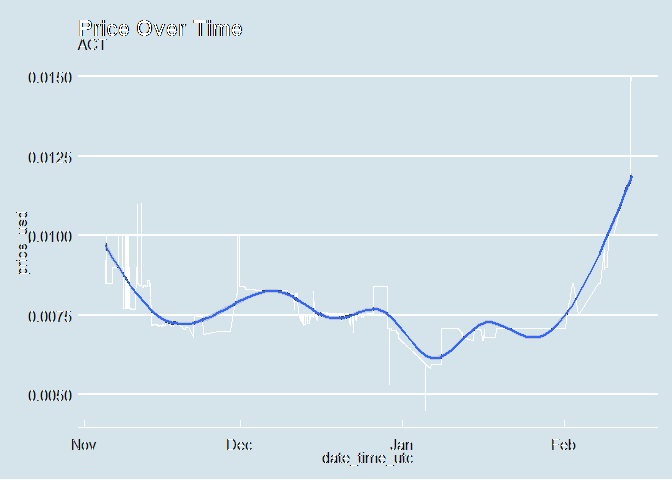 Price Over Time
ACT
0.0150
0.0125
0.0100
0.0075
0.0050
price_usd
Nov
Dec
Jan
Feb
date_time_utc